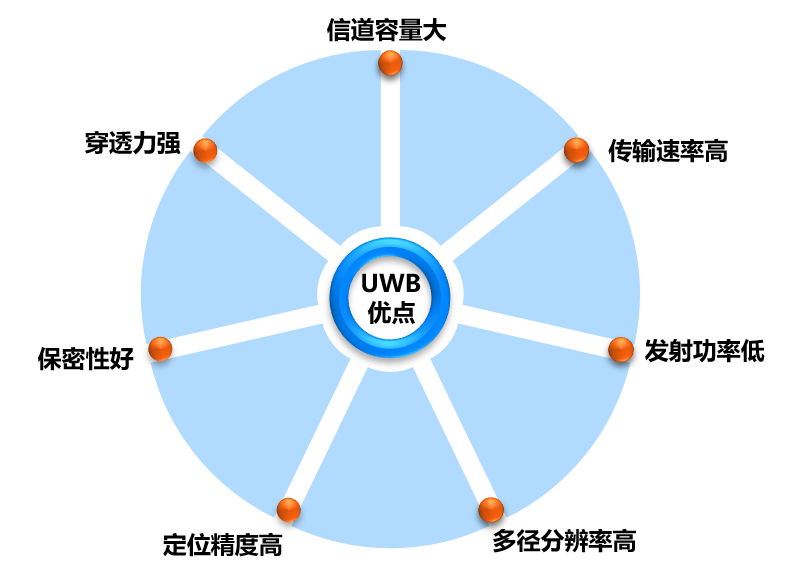 信道容量大
穿透力强
传输速率高
UWB
优点
保密性好
发射功率低
定位精度高
多径分辨率高